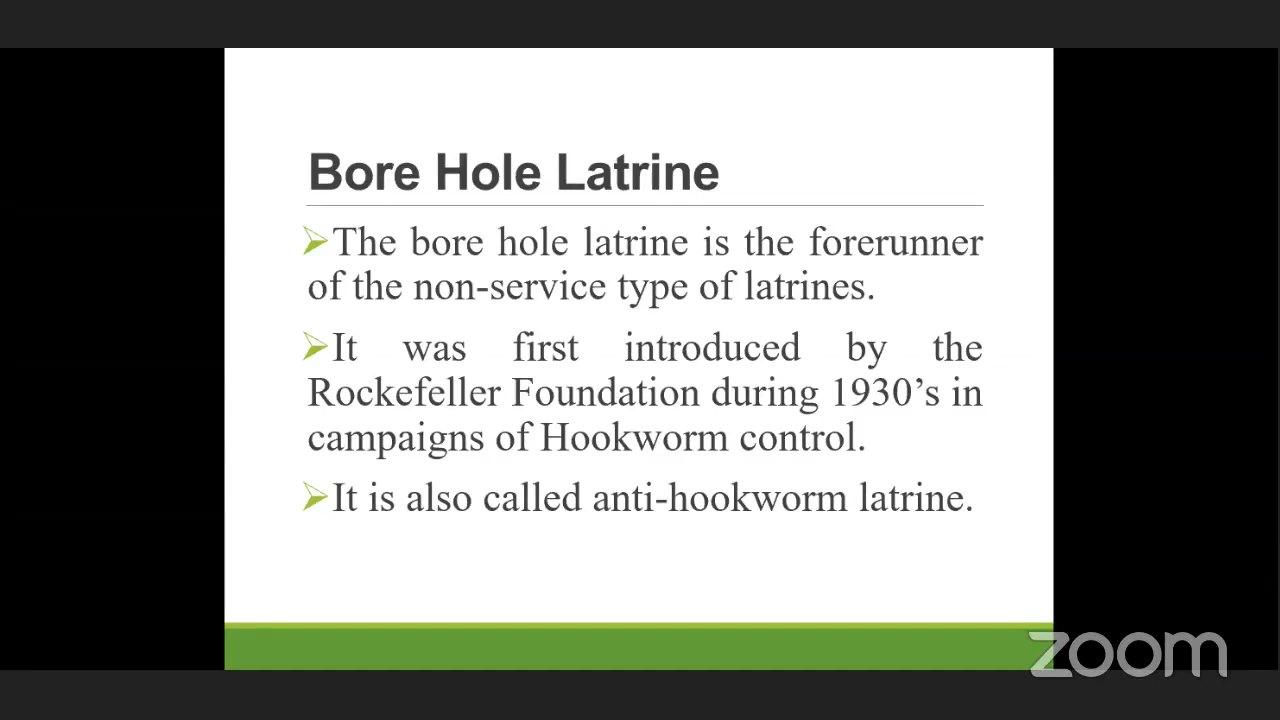 Bore Hole Latrine
➢The bore hole latrine is the forerunner
of the non-service type of latrines.
➢It was first introduced by the
Rockefeller Foundation during 1930’s in
campaigns of Hookworm control.
➢It is also called anti-hookworm latrine.
zoom